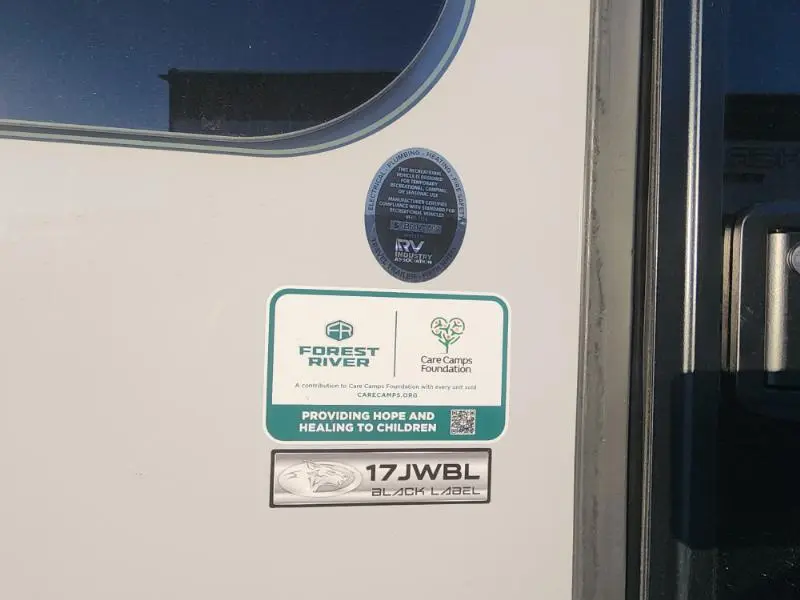 ELECTRICAL - PLUMBING - HEATING - FIRE SAFETY
THIS RECREATIONAL
VEHICLE IS DESIGNED
FOR TEMPORARY
RECREATIONAL, CAMPING,
OR SEASONAL USE
MANUFACTURER CERTIFIES
COMPLIANCE WITH STANDARD FOR
RECREATIONAL VEHICLES
RV
INDUSTRY
ASSOCIATION
FR
FOREST
RIVER
Care Camps
Foundation
A contribution to Care Camps Foundation with every unit sold
CARECAMPS.ORG
PROVIDING HOPE AND
HEALING TO CHILDREN
17JWBL
BLACK LABEL